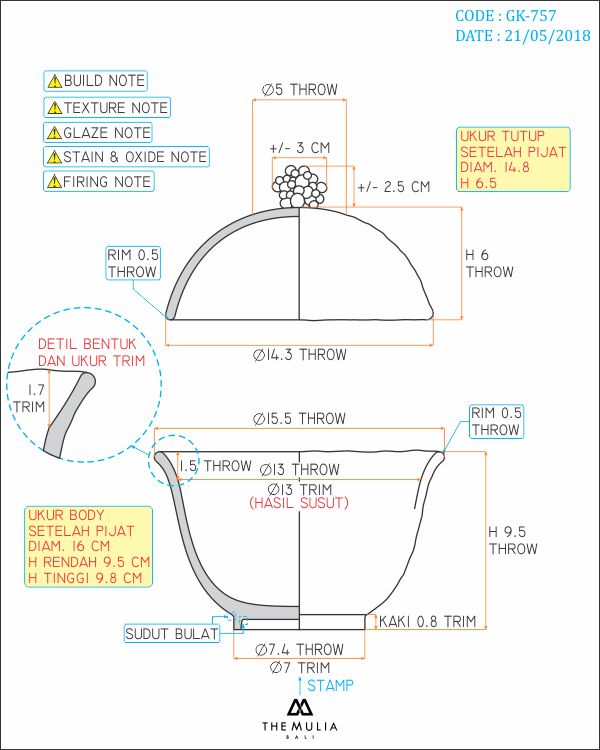 CODE : GK-757
DATE : 21/05/2018
BUILD NOTE
TEXTURE NOTE
GLAZE NOTE
STAIN & OXIDE NOTE
FIRING NOTE
Ø5 THROW
+/- 3 CM
+/- 2.5 CM
UKUR TUTUP
SETELAH PIJAT
DIAM. 14.8
H 6.5
RIM 0.5
THROW
H 6
THROW
Ø14.3 THROW
DETIL BENTUK
DAN UKUR TRIM
1.7
TRIM
Ø15.5 THROW
RIM 0.5
THROW
1.5 THROW
Ø13 THROW
Ø13 TRIM
(HASIL SUSUT)
UKUR BODY
SETELAH PIJAT
DIAM. 16 CM
H RENDAH 9.5 CM
H TINGGI 9.8 CM
H 9.5
THROW
SUDUT BULAT
KAKI 0.8 TRIM
Ø7.4 THROW
Ø7 TRIM
STAMP
THE MULIA
BALI